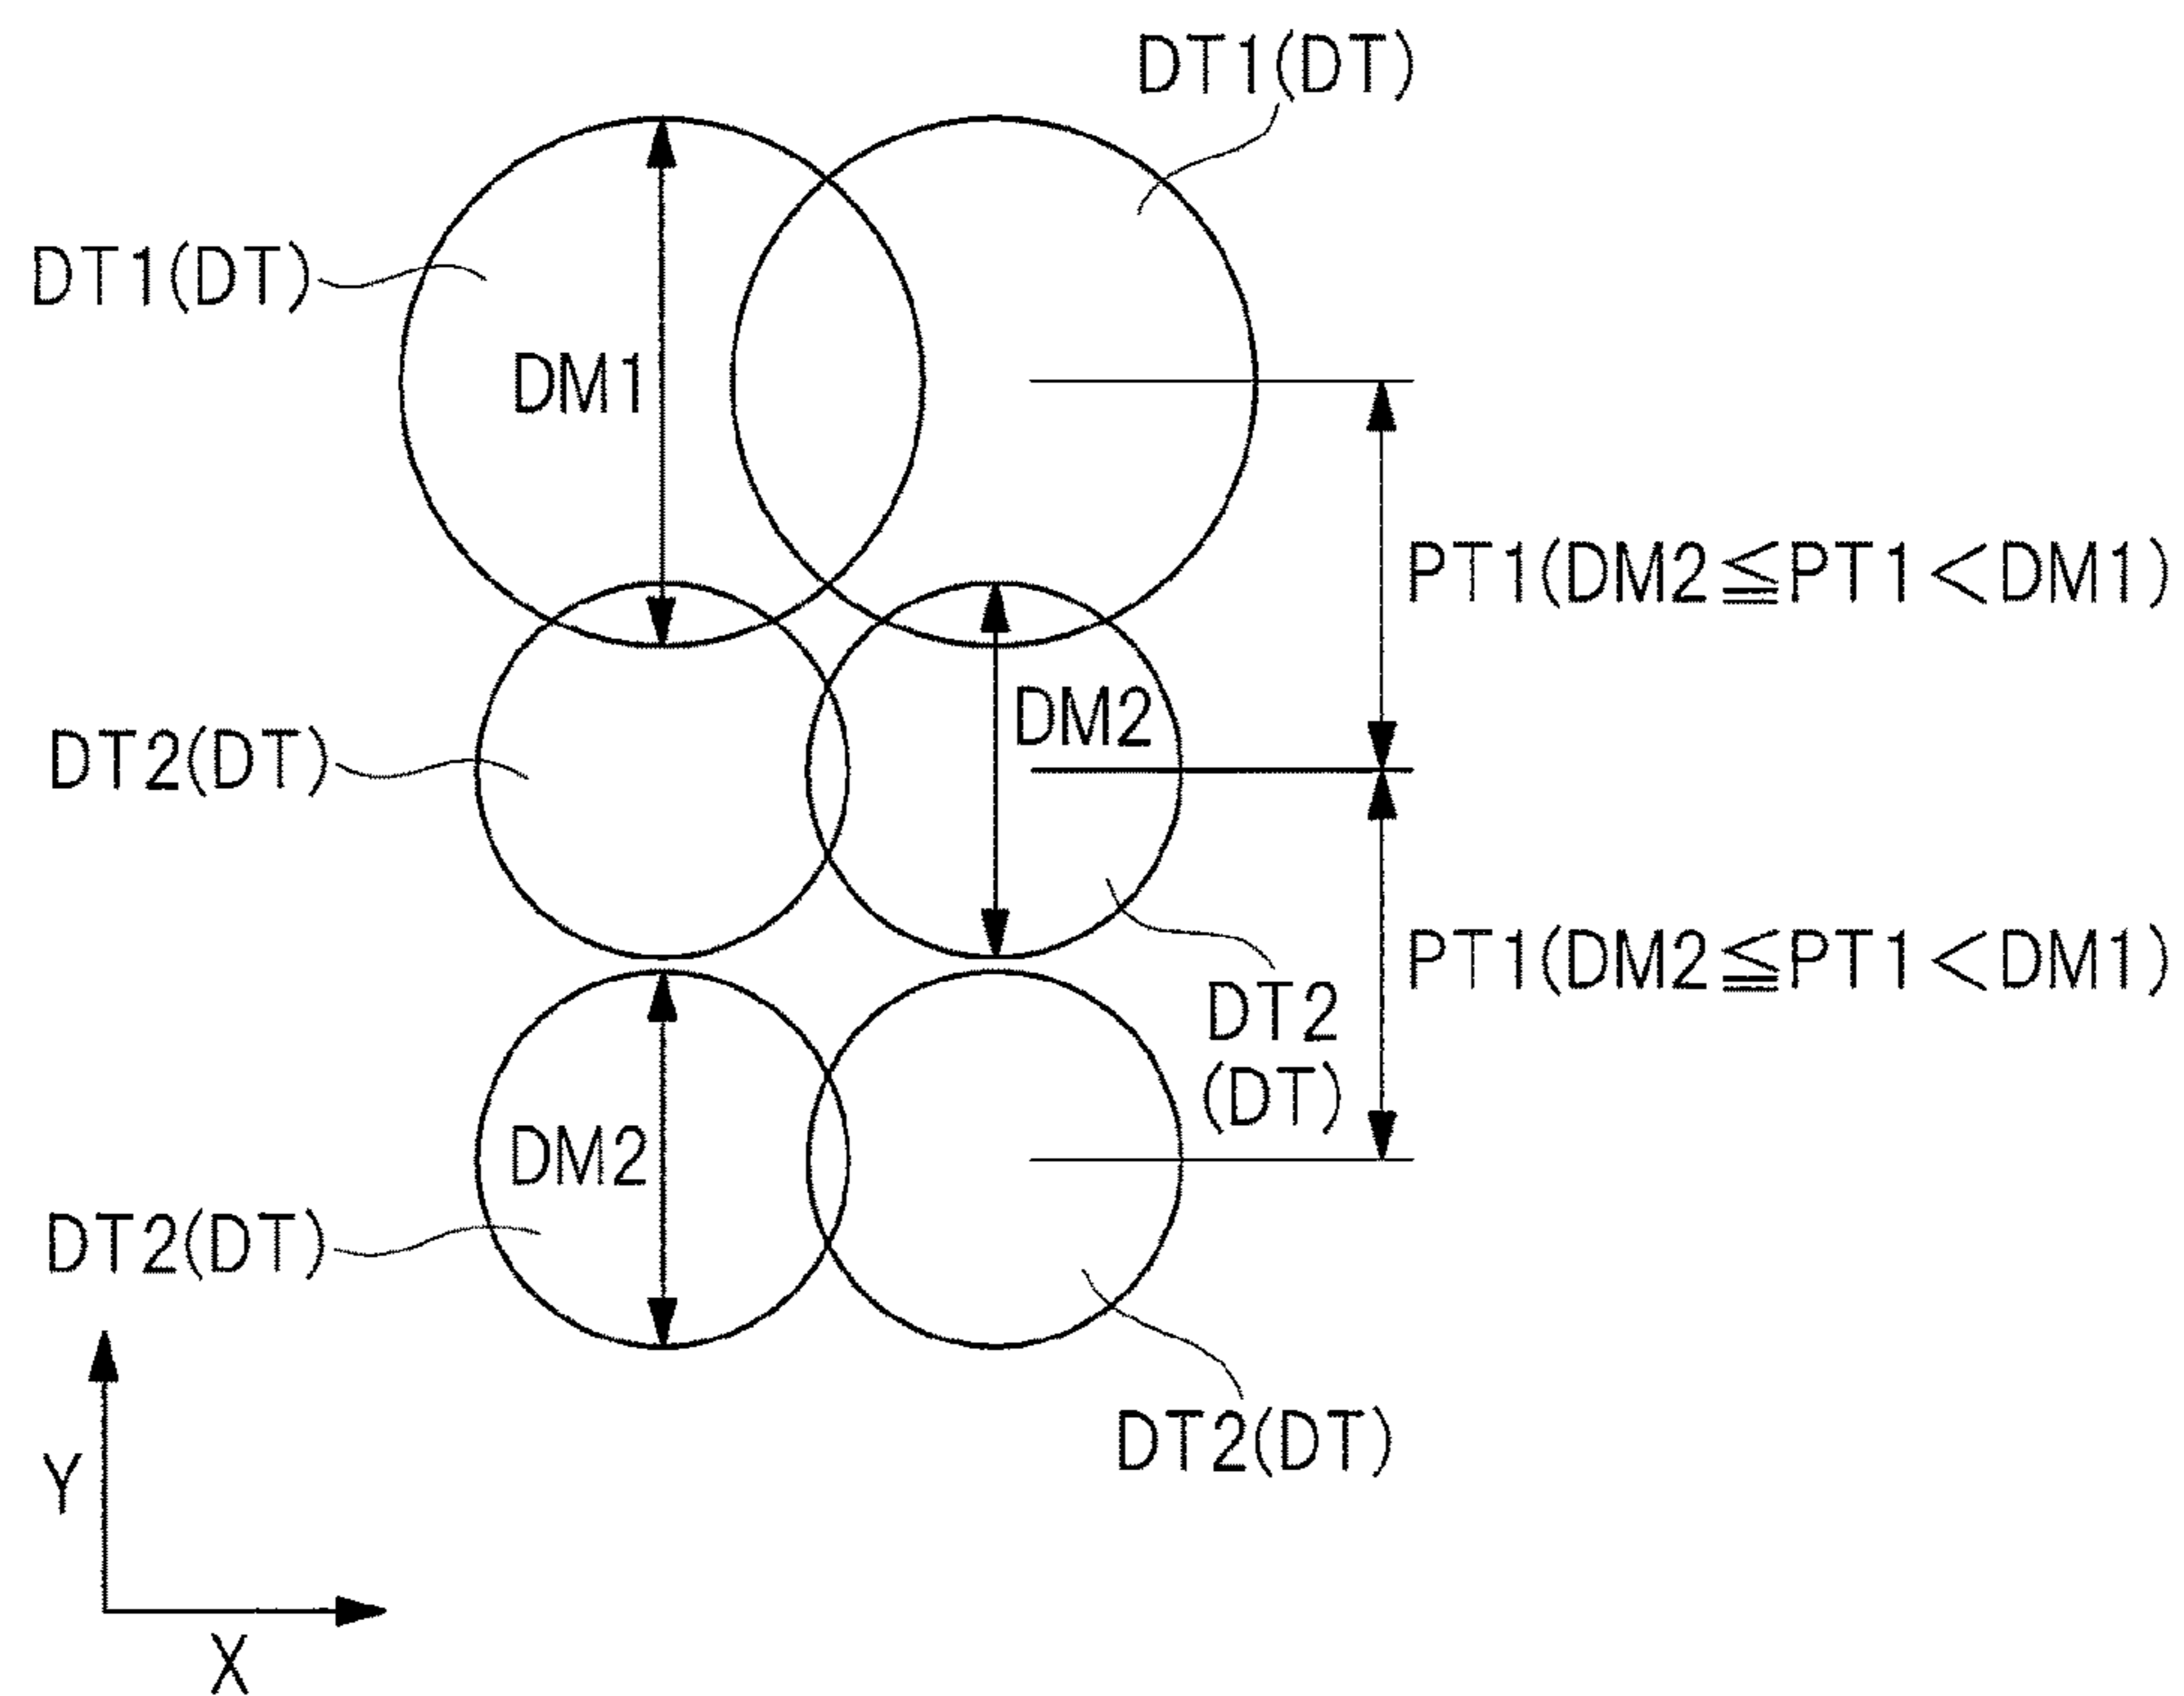 DT1(DT)
DT1(DT)
DM1
PT1(DM2≦PT1<DM1)
DM2
DT2(DT)
PT1(DM2≦PT1<DM1)
DT2
(DT)
DM2
DT2(DT)
DT2(DT)
Y
X